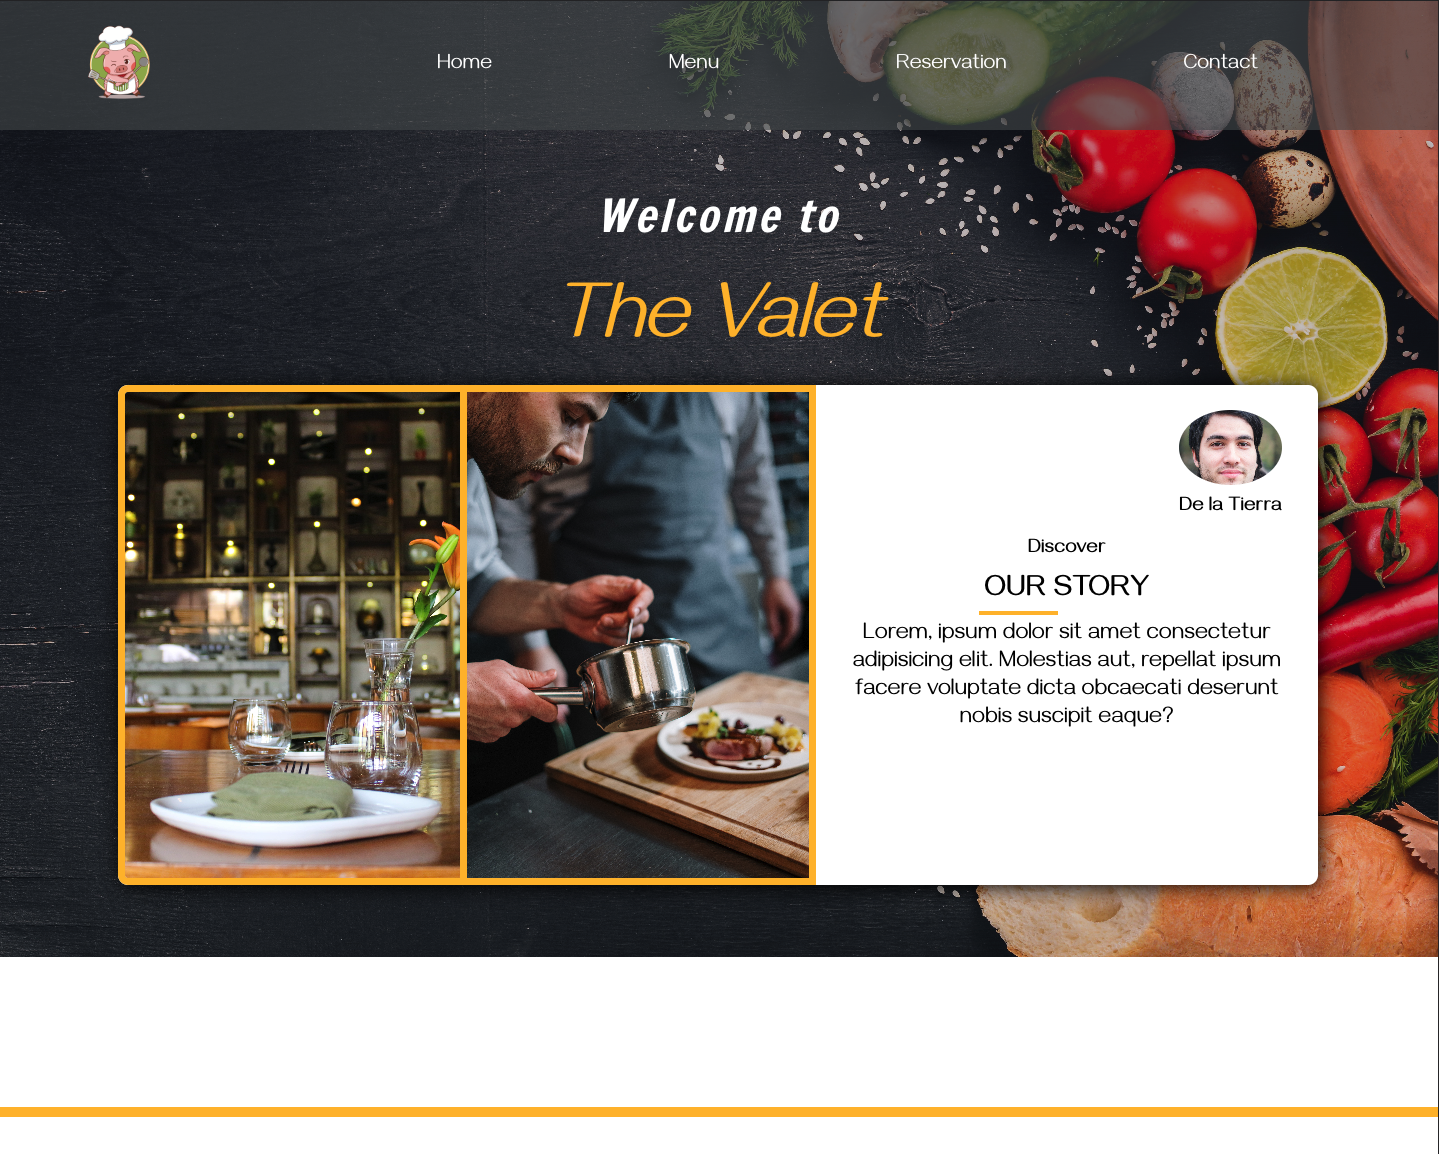 Home
Menu
Reservation
Contact
Welcome to
The Valet
De la Tierra
Discover
OUR STORY
Lorem, ipsum dolor sit amet consectetur
adipisicing elit. Molestias aut, repellat ipsum
facere voluptate dicta obcaecati deserunt
nobis suscipit eaque?